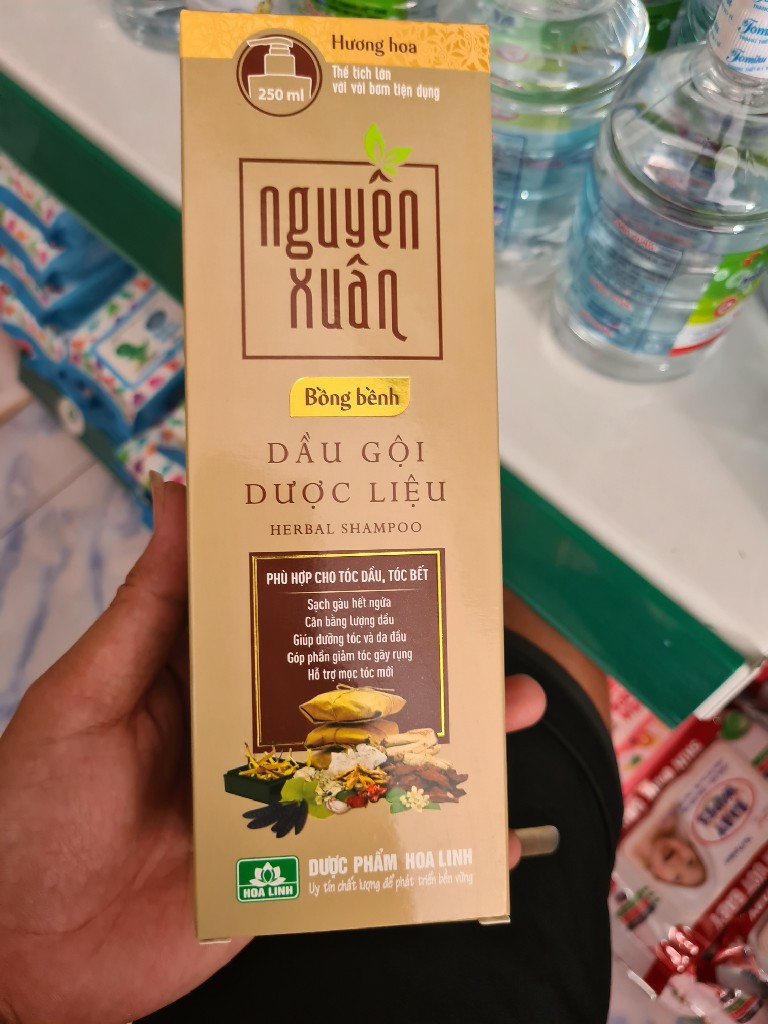 Hương hoa
Thể tích lớn
với vòi bơm tiện dụng
250 ml
nguyên
xuân
Bồng bềnh
DẦU GỘI
DƯỢC LIỆU
HERBAL SHAMPOO
PHÙ HỢP CHO TÓC DẦU, TÓC BẾT
Sạch gàu hết ngứa
Cân bằng lượng dầu
Giúp dưỡng tóc và da đầu
Góp phần giảm tóc gãy rụng
Hỗ trợ mọc tóc mới
HOA LINH
DƯỢC PHẨM HOA LINH
Uy tín chất lượng để phát triển bền vững